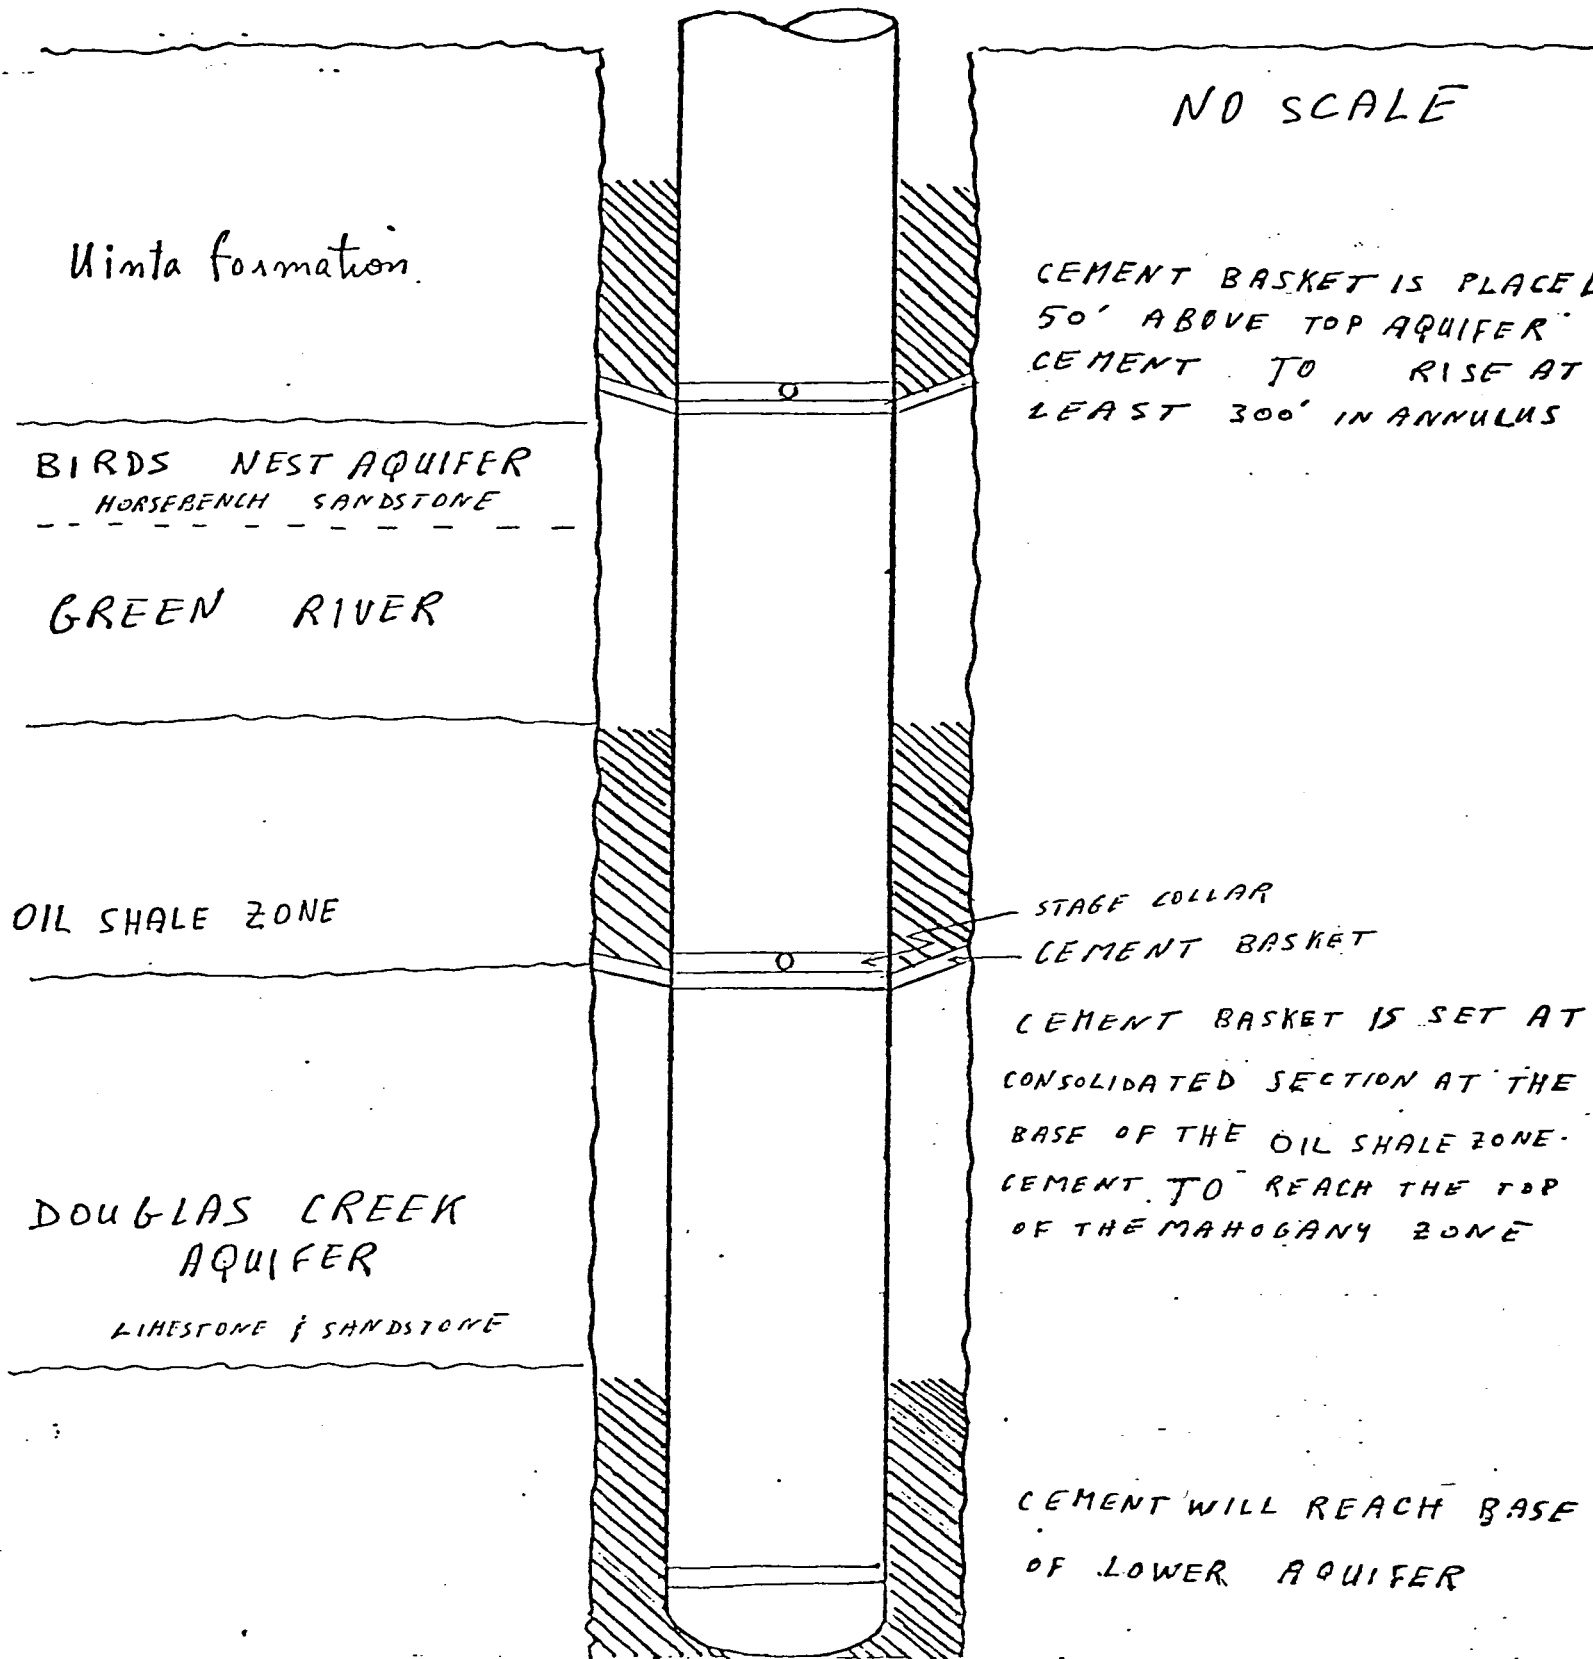 NO SCALE
Uinta formation.
CEMENT BASKET IS PLACED
50' ABOVE TOP AQUIFER
CEMENT TO RISE AT
LEAST 300' IN ANNULUS
BIRDS NEST AQUIFER
HORSEBENCH SANDSTONE
GREEN RIVER
OIL SHALE ZONE
STAGE COLLAR
CEMENT BASKET
CEMENT BASKET IS SET AT
CONSOLIDATED SECTION AT THE
BASE OF THE OIL SHALE ZONE.
CEMENT TO REACH THE TOP
OF THE MAHOGANY ZONE
DOUGLAS CREEK
AQUIFER
LIMESTONE & SANDSTONE
CEMENT WILL REACH BASE
OF LOWER AQUIFER